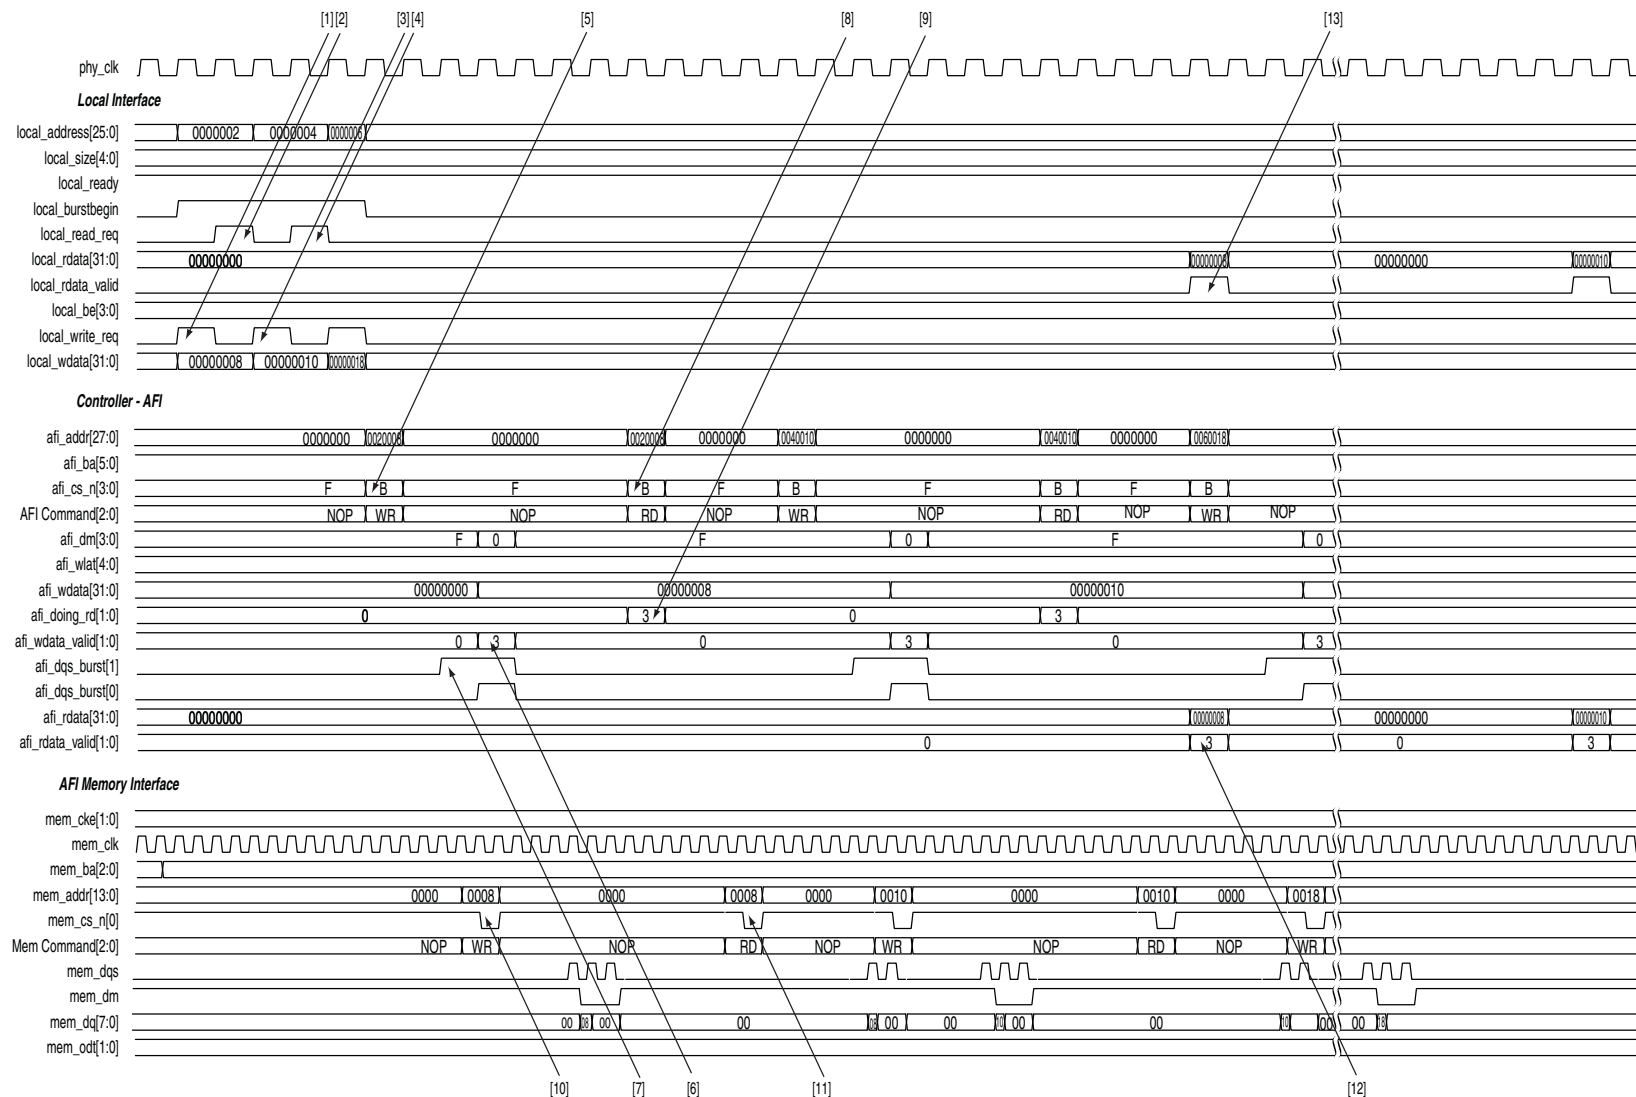 [1] [2] [3] [4] [5] [8] [9] [13]
phy_clk
Local Interface
local_address[25:0] 0000002 0000004 0000006
local_size[4:0]
local_ready
local_burstbegin
local_read_req
local_rdata[31:0] 00000000 00000008 00000000 00000010
local_rdata_valid
local_be[3:0]
local_write_req
local_wdata[31:0] 00000008 00000010 00000018
Controller - AFI
afi_addr[27:0] 0000000 0020008 0000000 0020008 0000000 0040010 0000000 0040010 0000000 0060018
afi_ba[5:0]
afi_cs_n[3:0] F B F B F B F B F B
AFI Command[2:0] NOP WR NOP RD NOP WR NOP RD NOP WR NOP
afi_dm[3:0] F 0 F 0 F 0
afi_wlat[4:0]
afi_wdata[31:0] 00000000 00000008 00000010
afi_doing_rd[1:0] 0 3 0 3
afi_wdata_valid[1:0] 0 3 0 3 0 3
afi_dqs_burst[1]
afi_dqs_burst[0]
afi_rdata[31:0] 00000000 00000008 00000000 00000010
afi_rdata_valid[1:0] 0 3 0 3
AFI Memory Interface
mem_cke[1:0]
mem_clk
mem_ba[2:0]
mem_addr[13:0] 0000 0008 0000 0008 0000 0010 0000 0010 0000 0018
mem_cs_n[0]
Mem Command[2:0] NOP WR NOP RD NOP WR NOP RD NOP WR
mem_dqs
mem_dm
mem_dq[7:0] 00 08 00 00 08 00 00 10 00 00 10 00 00 18
mem_odt[1:0]
[10] [7] [6] [11] [12]